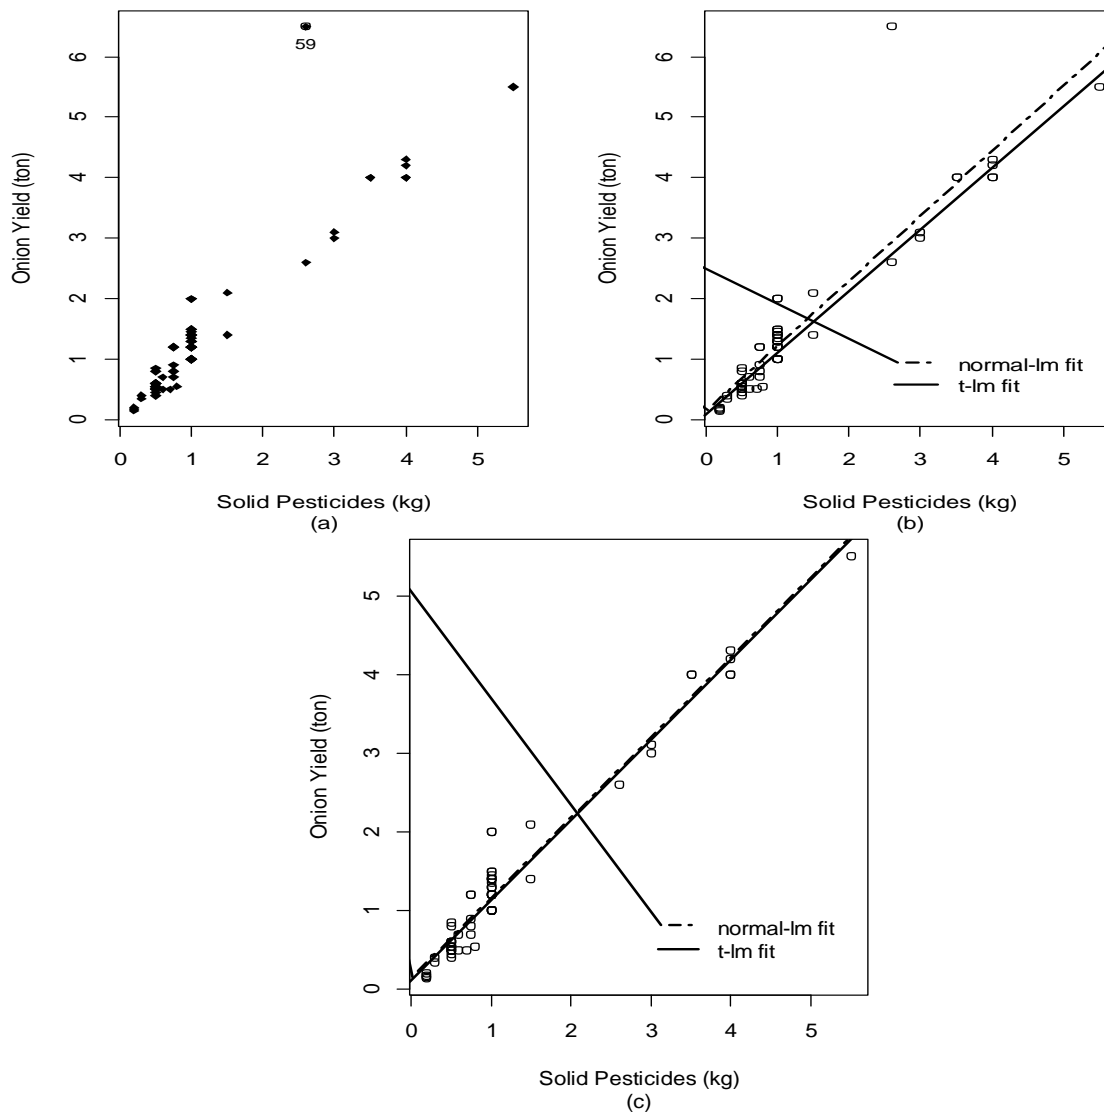 59
Onion Yield (ton)
0 1 2 3 4 5 6
0 1 2 3 4 5
Solid Pesticides (kg)
(a)
Onion Yield (ton)
0 1 2 3 4 5 6
normal-lm fit
t-lm fit
0 1 2 3 4 5
Solid Pesticides (kg)
(b)
Onion Yield (ton)
0 1 2 3 4 5
normal-lm fit
t-lm fit
0 1 2 3 4 5
Solid Pesticides (kg)
(c)